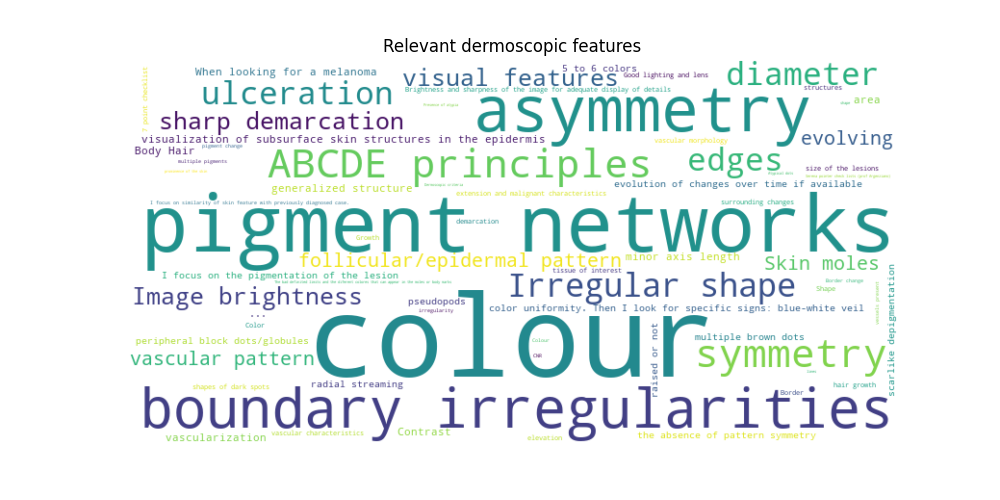 Relevant dermoscopic features
When looking for a melanoma
visual features
5 to 6 colors
Good lighting and lens
diameter
7 point checklist
ulceration
Brightness and sharpness of the image for adequate display of details
structures
asymmetry
area
sharp demarcation
visualization of subsurface skin structures in the epidermis
vascular morphology
evolving
Body Hair
pigment change
multiple pigments
ABCDE principles
edges
size of the lesions
generalized structure
extension and malignant characteristics
evolution of changes over time if available
I focus on similarity of skin feature with previously diagnosed case.
surrounding changes
pigment networks
demarcation
Growth
follicular/epidermal pattern
minor axis length
Skin moles
tissue of interest
I focus on the pigmentation of the lesion
Irregular shape
Border change
Shape
Image brightness
pseudopods
irregularity
color uniformity. Then I look for specific signs: blue-white veil
...
Color
colour
raised or not
scarlike depigmentation
multiple brown dots
peripheral block dots/globules
Colour
CNN
symmetry
vascular pattern
shapes of dark spots
radial streaming
Border
hair growth
boundary irregularities
vascularization
vascular characteristics
Contrast
elevation
the absence of pattern symmetry